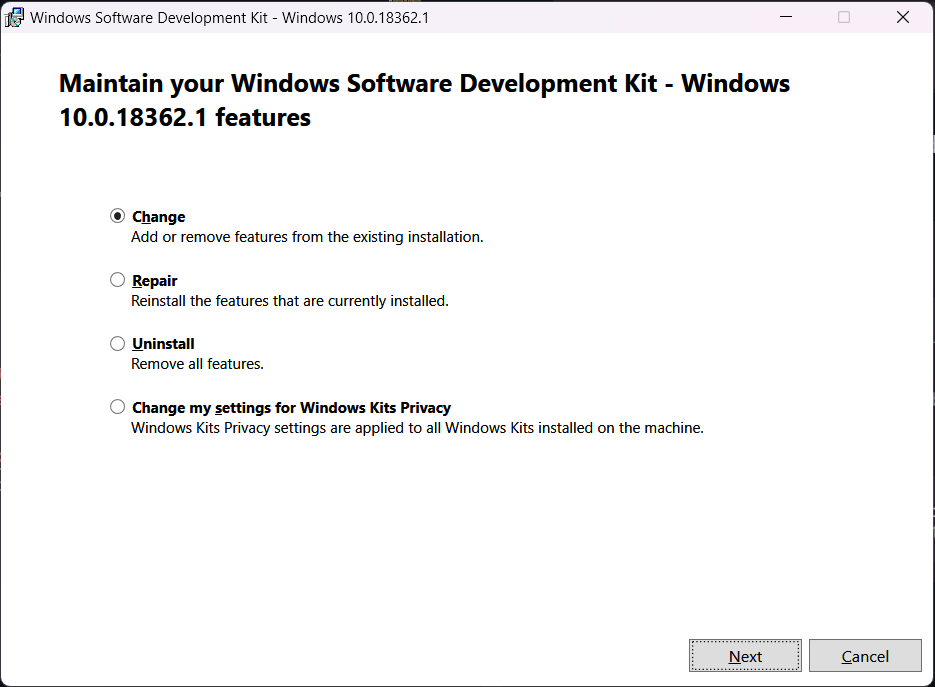 Windows Software Development Kit - Windows 10.0.18362.1
Maintain your Windows Software Development Kit - Windows
10.0.18362.1 features
Change
Add or remove features from the existing installation.
Repair
Reinstall the features that are currently installed.
Uninstall
Remove all features.
Change my settings for Windows Kits Privacy
Windows Kits Privacy settings are applied to all Windows Kits installed on the machine.
Next
Cancel